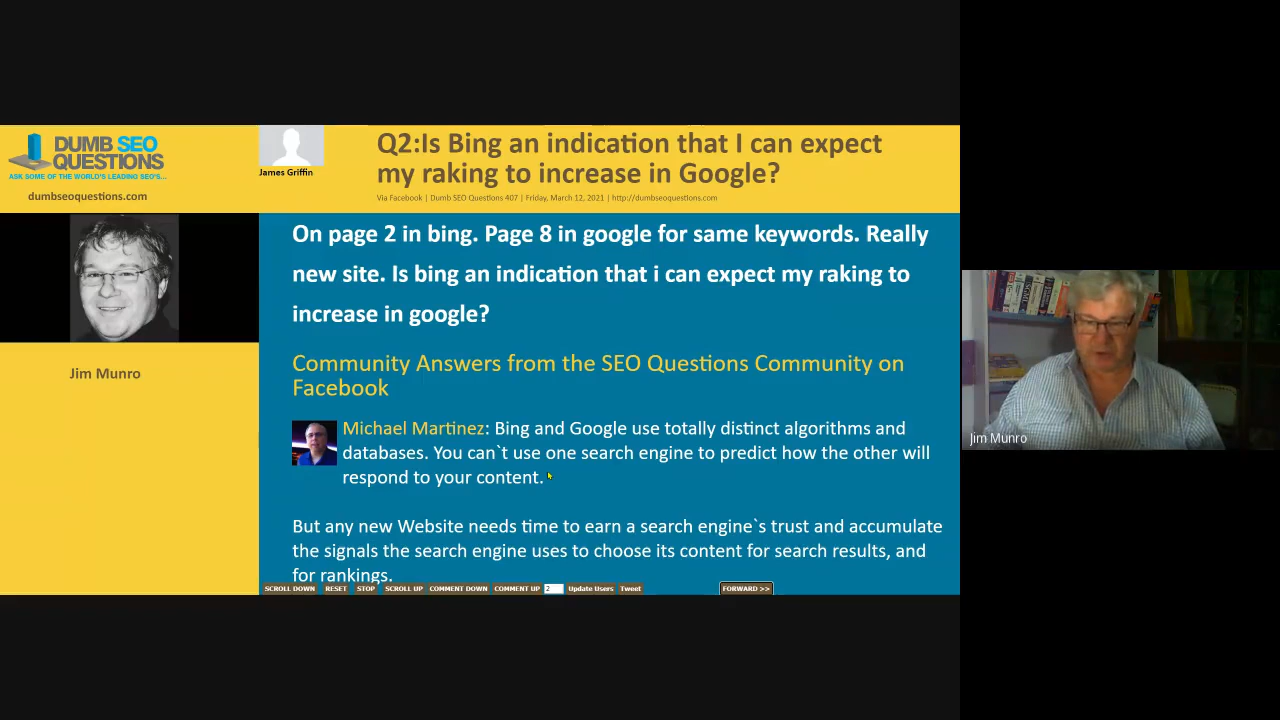 DUMB SEO
QUESTIONS
ASK SOME OF THE WORLD'S LEADING SEO'S...
dumbseoquestions.com
James Griffin
Q2:Is Bing an indication that I can expect
my raking to increase in Google?
Via Facebook | Dumb SEO Questions 407 | Friday, March 12, 2021 | http://dumbseoquestions.com
Jim Munro
On page 2 in bing. Page 8 in google for same keywords. Really
new site. Is bing an indication that i can expect my raking to
increase in google?
Community Answers from the SEO Questions Community on
Facebook
Michael Martinez: Bing and Google use totally distinct algorithms and
databases. You can`t use one search engine to predict how the other will
respond to your content.
But any new Website needs time to earn a search engine`s trust and accumulate
the signals the search engine uses to choose its content for search results, and
for rankings.
SCROLL DOWN RESET STOP SCROLL UP COMMENT DOWN COMMENT UP 2 Update Users Tweet FORWARD >>
Jim Munro